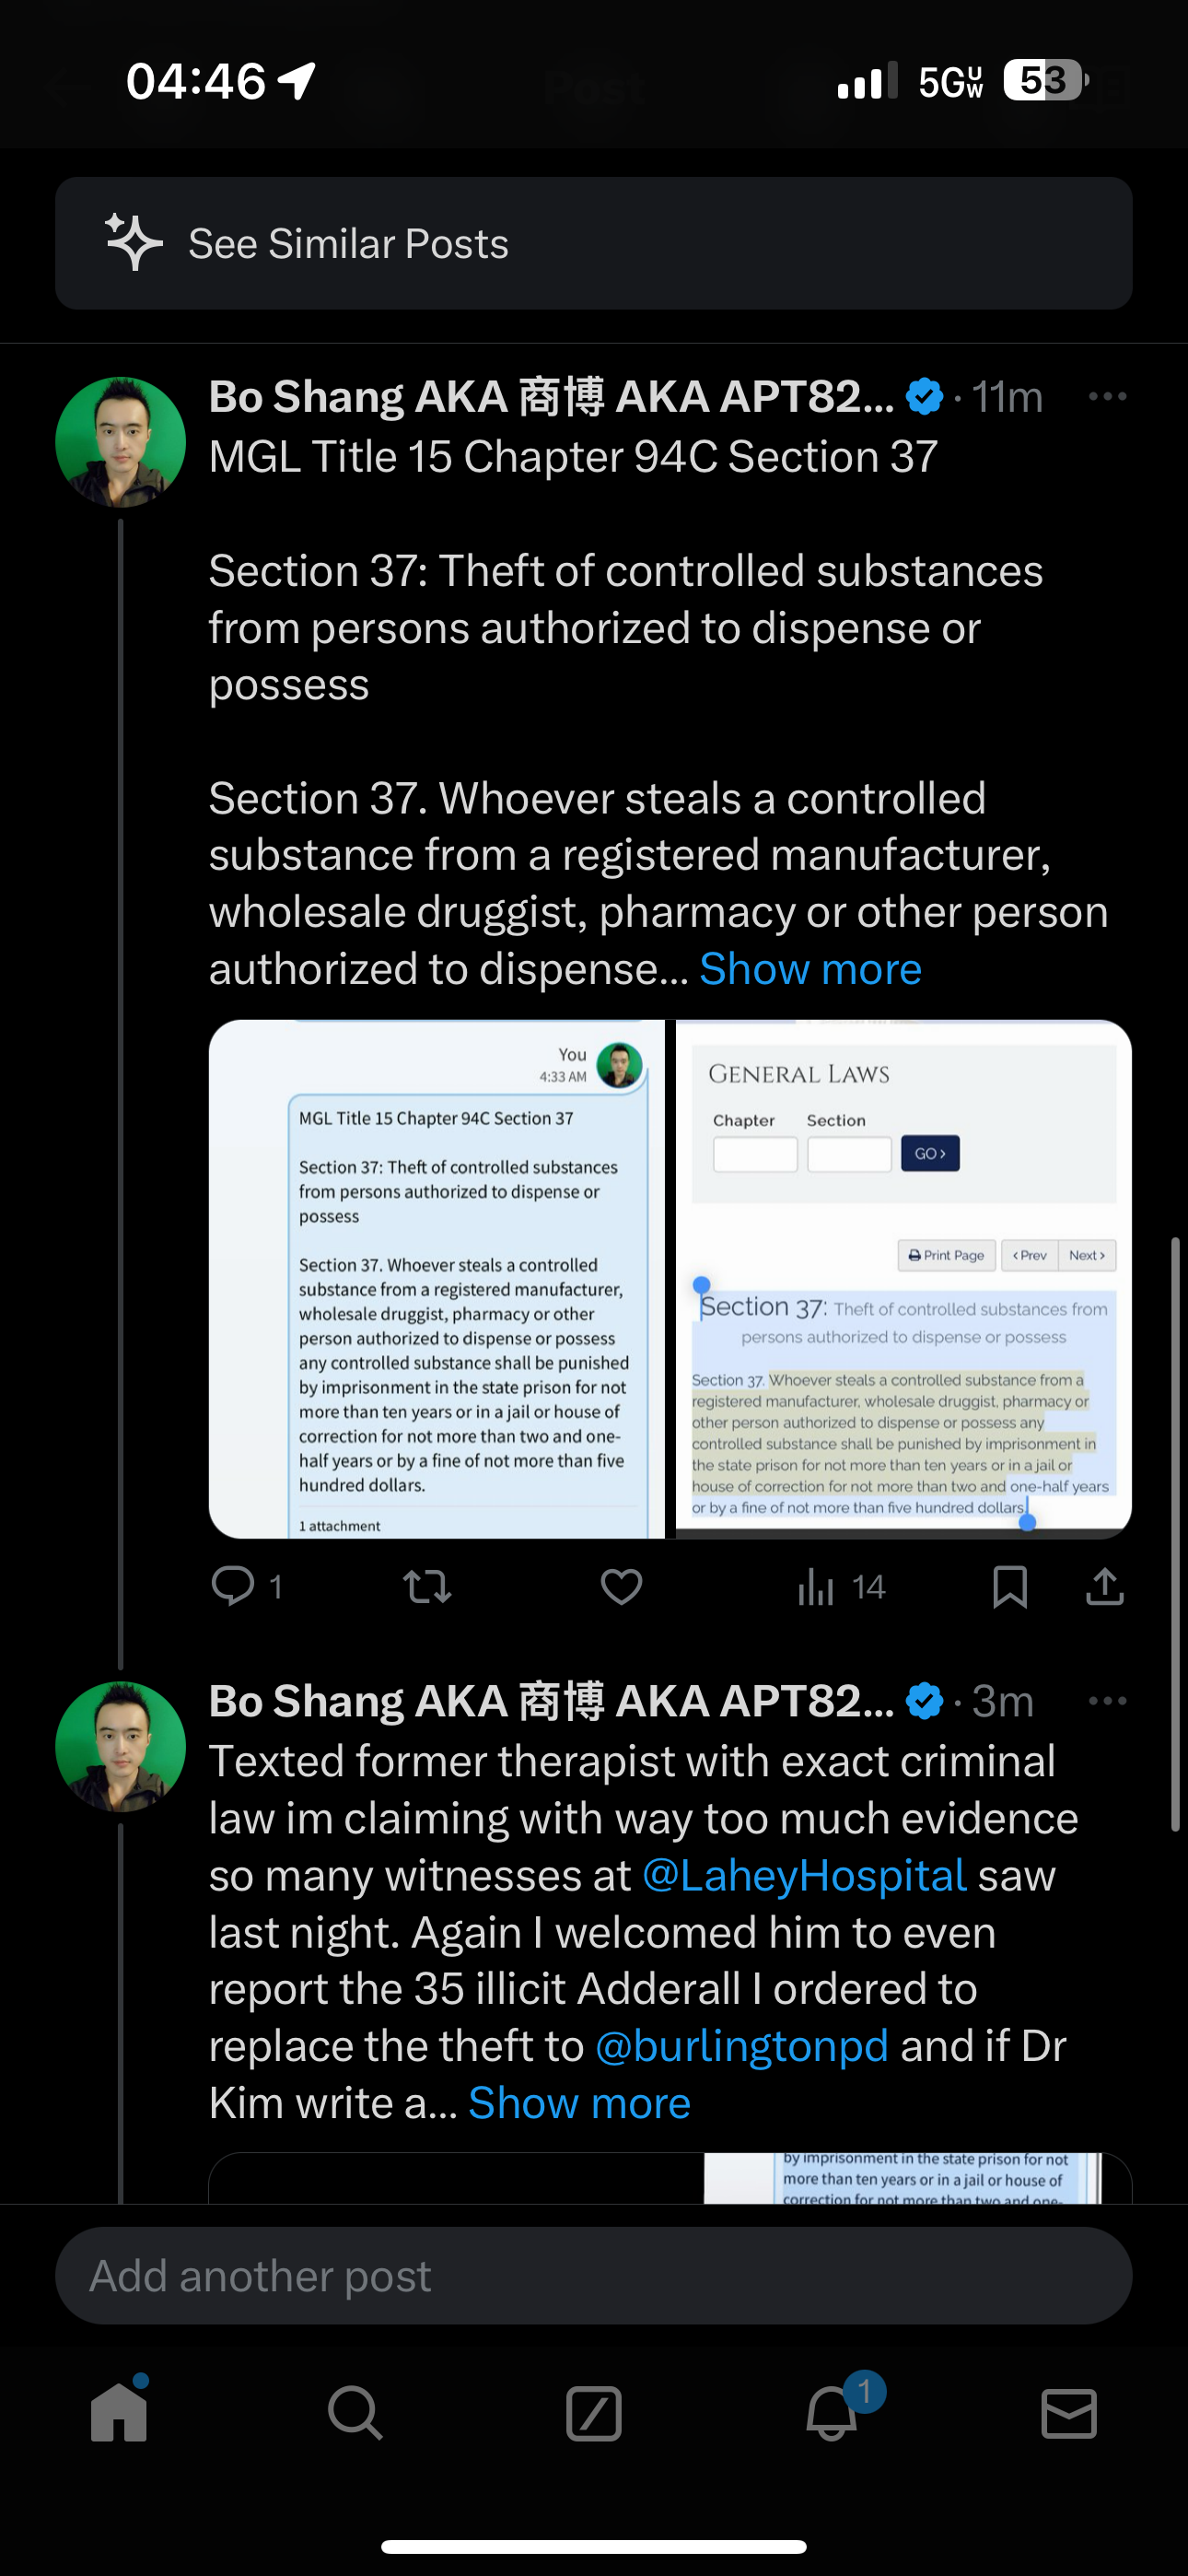 04:46
5GUW
53
Post
See Similar Posts
Bo Shang AKA 商博 AKA APT82... · 11m
MGL Title 15 Chapter 94C Section 37
Section 37: Theft of controlled substances
from persons authorized to dispense or
possess
Section 37. Whoever steals a controlled
substance from a registered manufacturer,
wholesale druggist, pharmacy or other person
authorized to dispense... Show more
You
4:33 AM
MGL Title 15 Chapter 94C Section 37
Section 37: Theft of controlled substances
from persons authorized to dispense or
possess
Section 37. Whoever steals a controlled
substance from a registered manufacturer,
wholesale druggist, pharmacy or other
person authorized to dispense or possess
any controlled substance shall be punished
by imprisonment in the state prison for not
more than ten years or in a jail or house of
correction for not more than two and one-
half years or by a fine of not more than five
hundred dollars.
1 attachment
GENERAL LAWS
Chapter
Section
GO >
Print Page
< Prev
Next >
Section 37: Theft of controlled substances from
persons authorized to dispense or possess
Section 37. Whoever steals a controlled substance from a
registered manufacturer, wholesale druggist, pharmacy or
other person authorized to dispense or possess any
controlled substance shall be punished by imprisonment in
the state prison for not more than ten years or in a jail or
house of correction for not more than two and one-half years
or by a fine of not more than five hundred dollars.
1
14
Bo Shang AKA 商博 AKA APT82... · 3m
Texted former therapist with exact criminal
law im claiming with way too much evidence
so many witnesses at @LaheyHospital saw
last night. Again I welcomed him to even
report the 35 illicit Adderall I ordered to
replace the theft to @burlingtonpd and if Dr
Kim write a... Show more
by imprisonment in the state prison for not
more than ten years or in a jail or house of
correction for not more than two and one-
Add another post
1